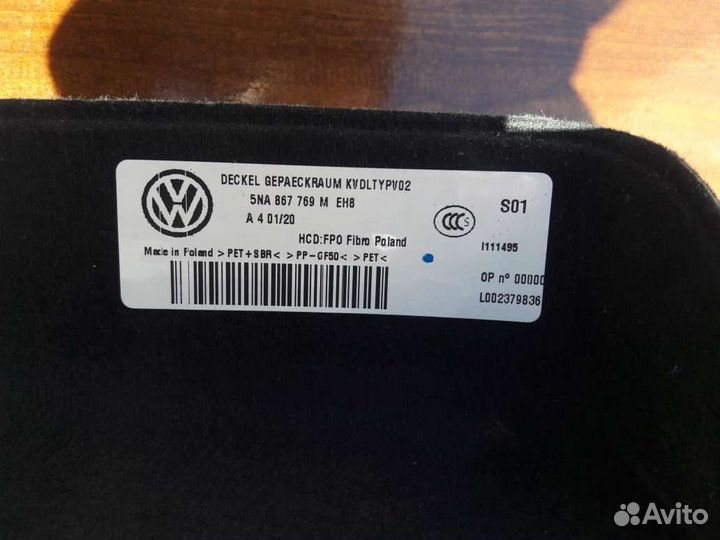 DECKEL GEPAECKRAUM KVDLTYPV02
5NA 867 769 M EH8
A 4 01/20
HCD:FPO Fibro Poland
Made in Poland >PET+SBR< >PP-GF50< >PET<
CCC S
S01
I111495
OP n° 00000
L002379836
Avito